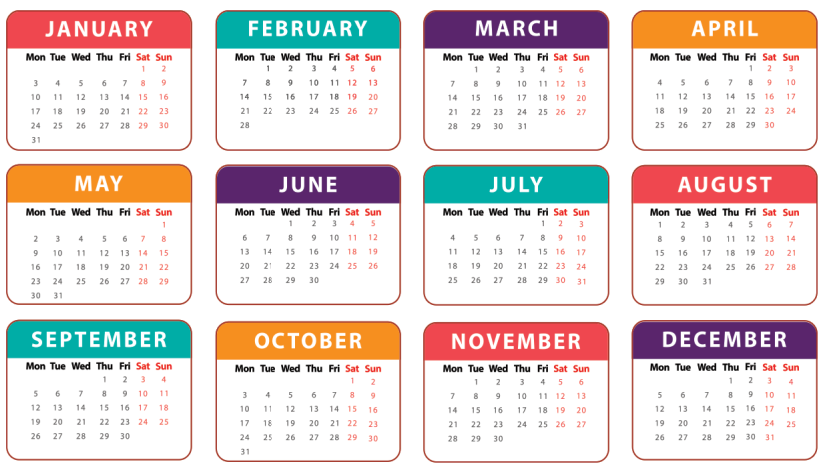 JANUARY
Mon Tue Wed Thu Fri Sat Sun
1 2
3 4 5 6 7 8 9
10 11 12 13 14 15 16
17 18 19 20 21 22 23
24 25 26 27 28 29 30
31
FEBRUARY
Mon Tue Wed Thu Fri Sat Sun
1 2 3 4 5 6
7 8 9 10 11 12 13
14 15 16 17 18 19 20
21 22 23 24 25 26 27
28
MARCH
Mon Tue Wed Thu Fri Sat Sun
1 2 3 4 5 6
7 8 9 10 11 12 13
14 15 16 17 18 19 20
21 22 23 24 25 26 27
28 29 30 31
APRIL
Mon Tue Wed Thu Fri Sat Sun
1 2 3
4 5 6 7 8 9 10
11 12 13 14 15 16 17
18 19 20 21 22 23 24
25 26 27 28 29 30
MAY
Mon Tue Wed Thu Fri Sat Sun
1
2 3 4 5 6 7 8
9 10 11 12 13 14 15
16 17 18 19 20 21 22
23 24 25 26 27 28 29
30 31
JUNE
Mon Tue Wed Thu Fri Sat Sun
1 2 3 4 5
6 7 8 9 10 11 12
13 14 15 16 17 18 19
20 21 22 23 24 25 26
27 28 29 30
JULY
Mon Tue Wed Thu Fri Sat Sun
1 2 3
4 5 6 7 8 9 10
11 12 13 14 15 16 17
18 19 20 21 22 23 24
25 26 27 28 29 30 31
AUGUST
Mon Tue Wed Thu Fri Sat Sun
1 2 3 4 5 6 7
8 9 10 11 12 13 14
15 16 17 18 19 20 21
22 23 24 25 26 27 28
29 30 31
SEPTEMBER
Mon Tue Wed Thu Fri Sat Sun
1 2 3 4
5 6 7 8 9 10 11
12 13 14 15 16 17 18
19 20 21 22 23 24 25
26 27 28 29 30
OCTOBER
Mon Tue Wed Thu Fri Sat Sun
1 2
3 4 5 6 7 8 9
10 11 12 13 14 15 16
17 18 19 20 21 22 23
24 25 26 27 28 29 30
31
NOVEMBER
Mon Tue Wed Thu Fri Sat Sun
1 2 3 4 5 6
7 8 9 10 11 12 13
14 15 16 17 18 19 20
21 22 23 24 25 26 27
28 29 30
DECEMBER
Mon Tue Wed Thu Fri Sat Sun
1 2 3 4
5 6 7 8 9 10 11
12 13 14 15 16 17 18
19 20 21 22 23 24 25
26 27 28 29 30 31